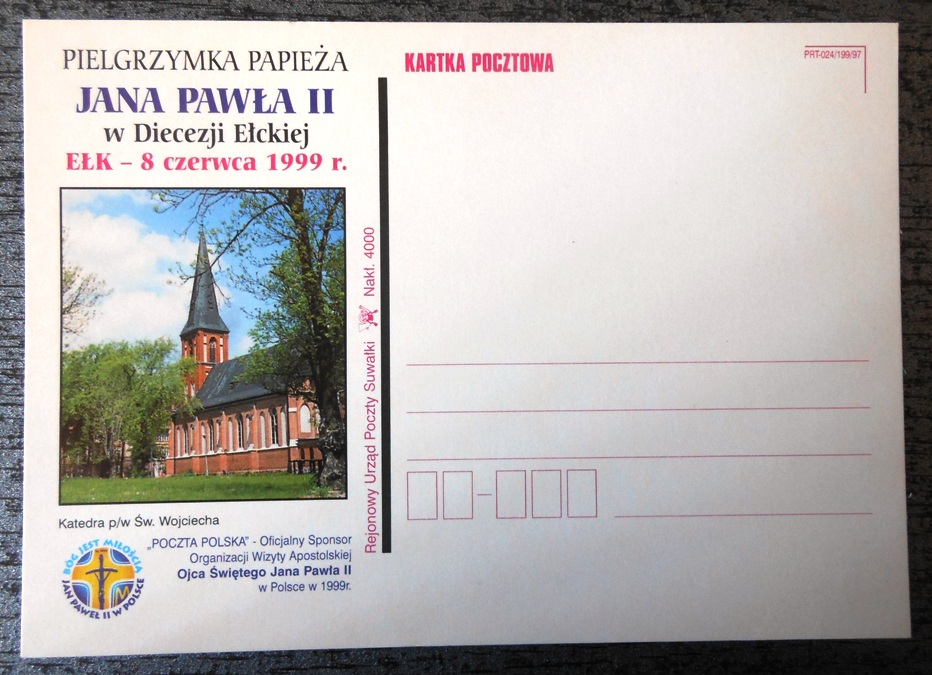 PIELGRZYMKA PAPIEŻA
JANA PAWŁA II
w Diecezji Ełckiej
EŁK – 8 czerwca 1999 r.
Katedra p/w Św. Wojciecha
„POCZTA POLSKA" - Oficjalny Sponsor
Organizacji Wizyty Apostolskiej
Ojca Świętego Jana Pawła II
w Polsce w 1999r.
BÓG JEST MIŁOŚCIĄ
JAN PAWEŁ II W POLSCE
M
Rejonowy Urząd Poczty Suwałki Nakł. 4000
KARTKA POCZTOWA
PRT-024/199/97